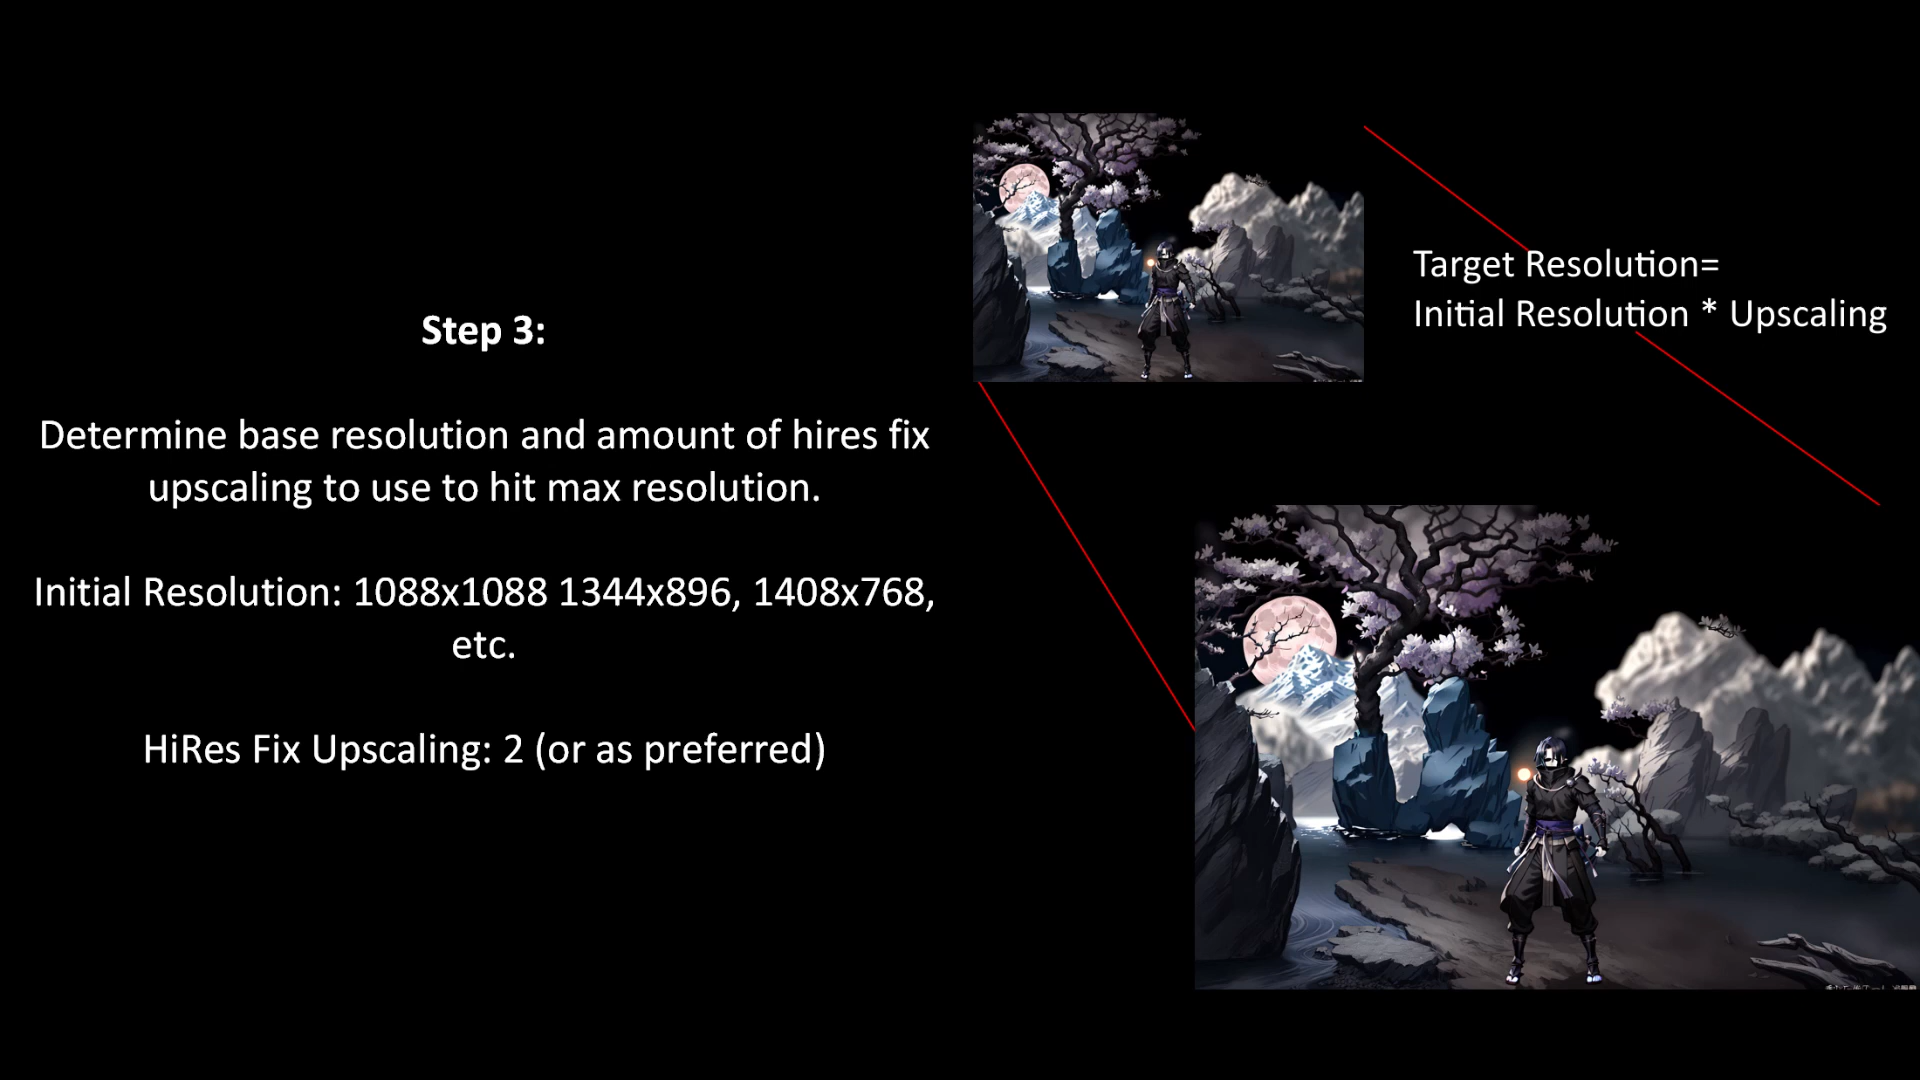 Step 3:
Determine base resolution and amount of hires fix
upscaling to use to hit max resolution.
Initial Resolution: 1088x1088 1344x896, 1408x768,
etc.
HiRes Fix Upscaling: 2 (or as preferred)
Target Resolution=
Initial Resolution * Upscaling